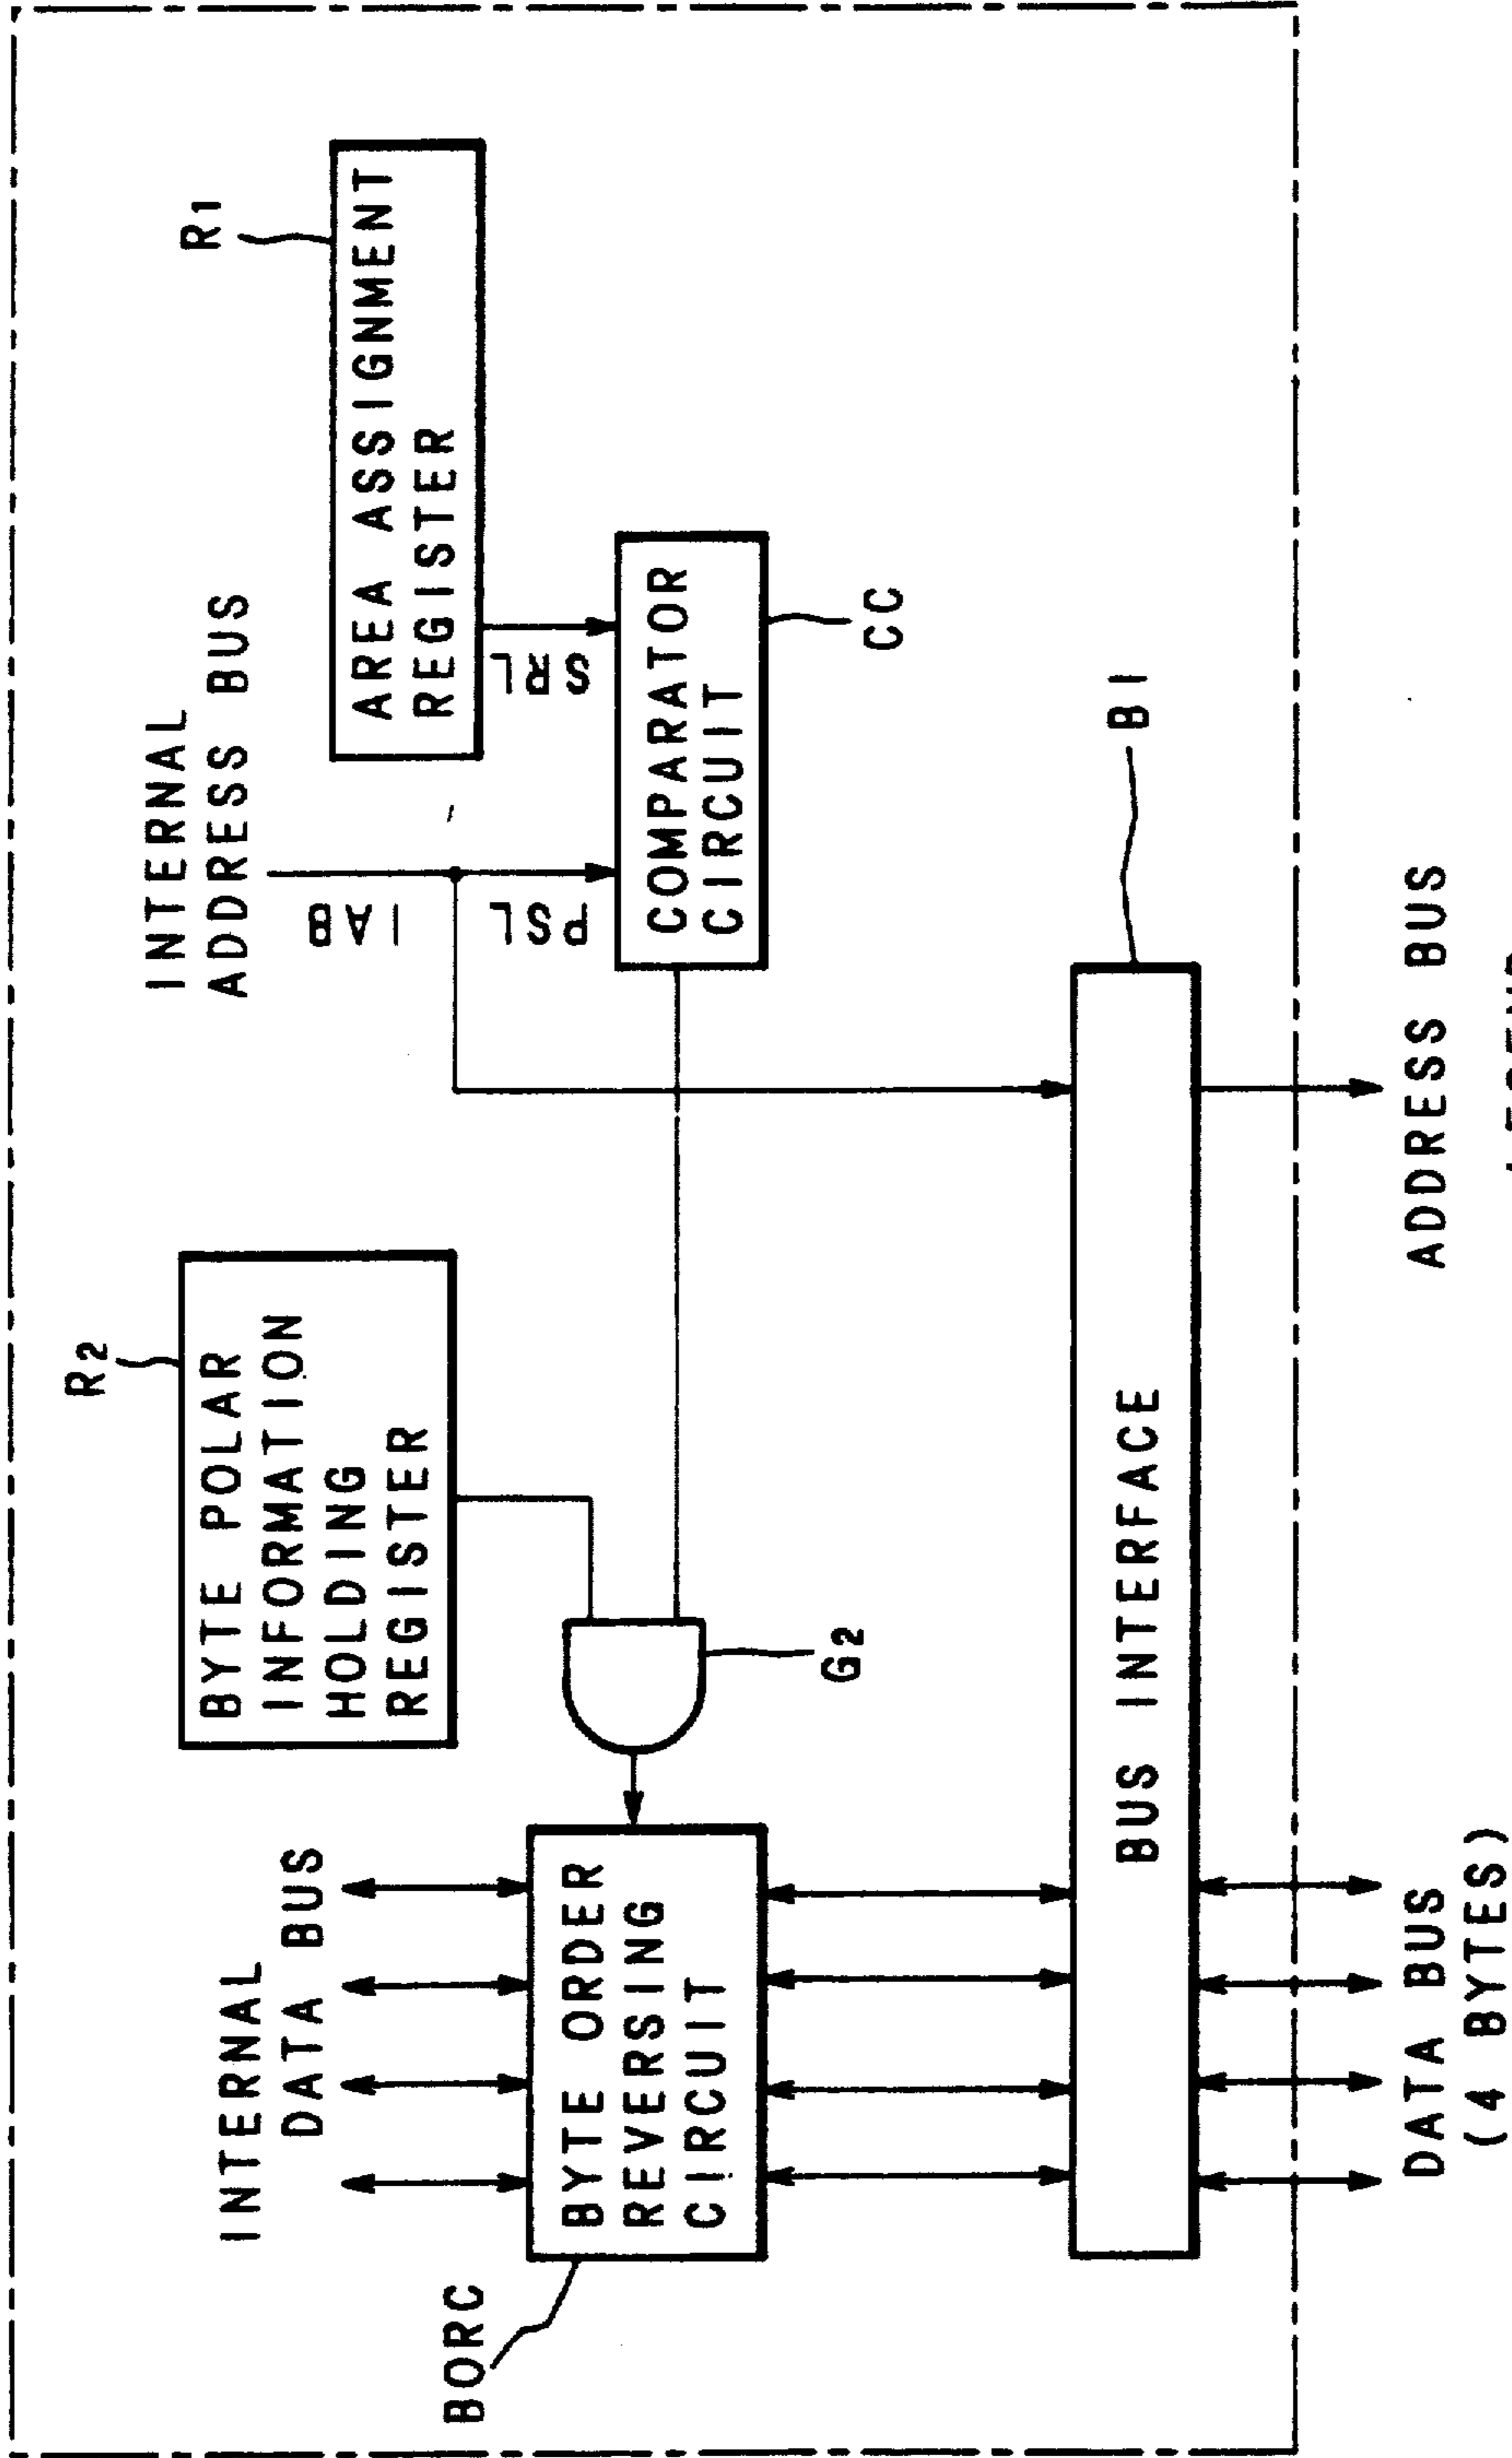 R1
AREA ASSIGNMENT
REGISTER
INTERNAL
ADDRESS BUS
IAB
PSL
SRL
COMPARATOR
CIRCUIT
CC
R2
BYTE POLAR
INFORMATION
HOLDING
REGISTER
G2
INTERNAL
DATA BUS
BORC
BYTE ORDER
REVERSING
CIRCUIT
BUS INTERFACE
BI
ADDRESS BUS
DATA BUS
(4 BYTES)